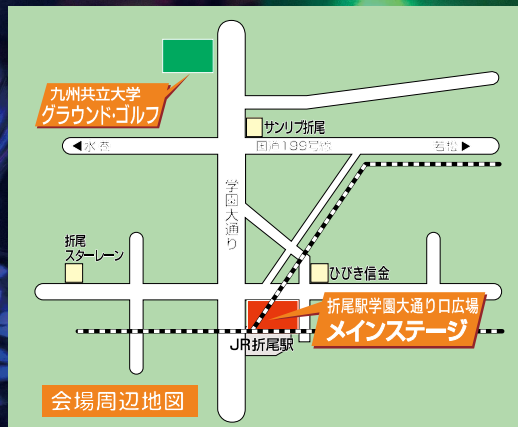 九州共立大学
グラウンド・ゴルフ
サンリブ折尾
◀水巻
国道199号線
若松▶
学園大通り
折尾
スターレーン
ひびき信金
折尾駅学園大通り口広場
メインステージ
JR折尾駅
会場周辺地図